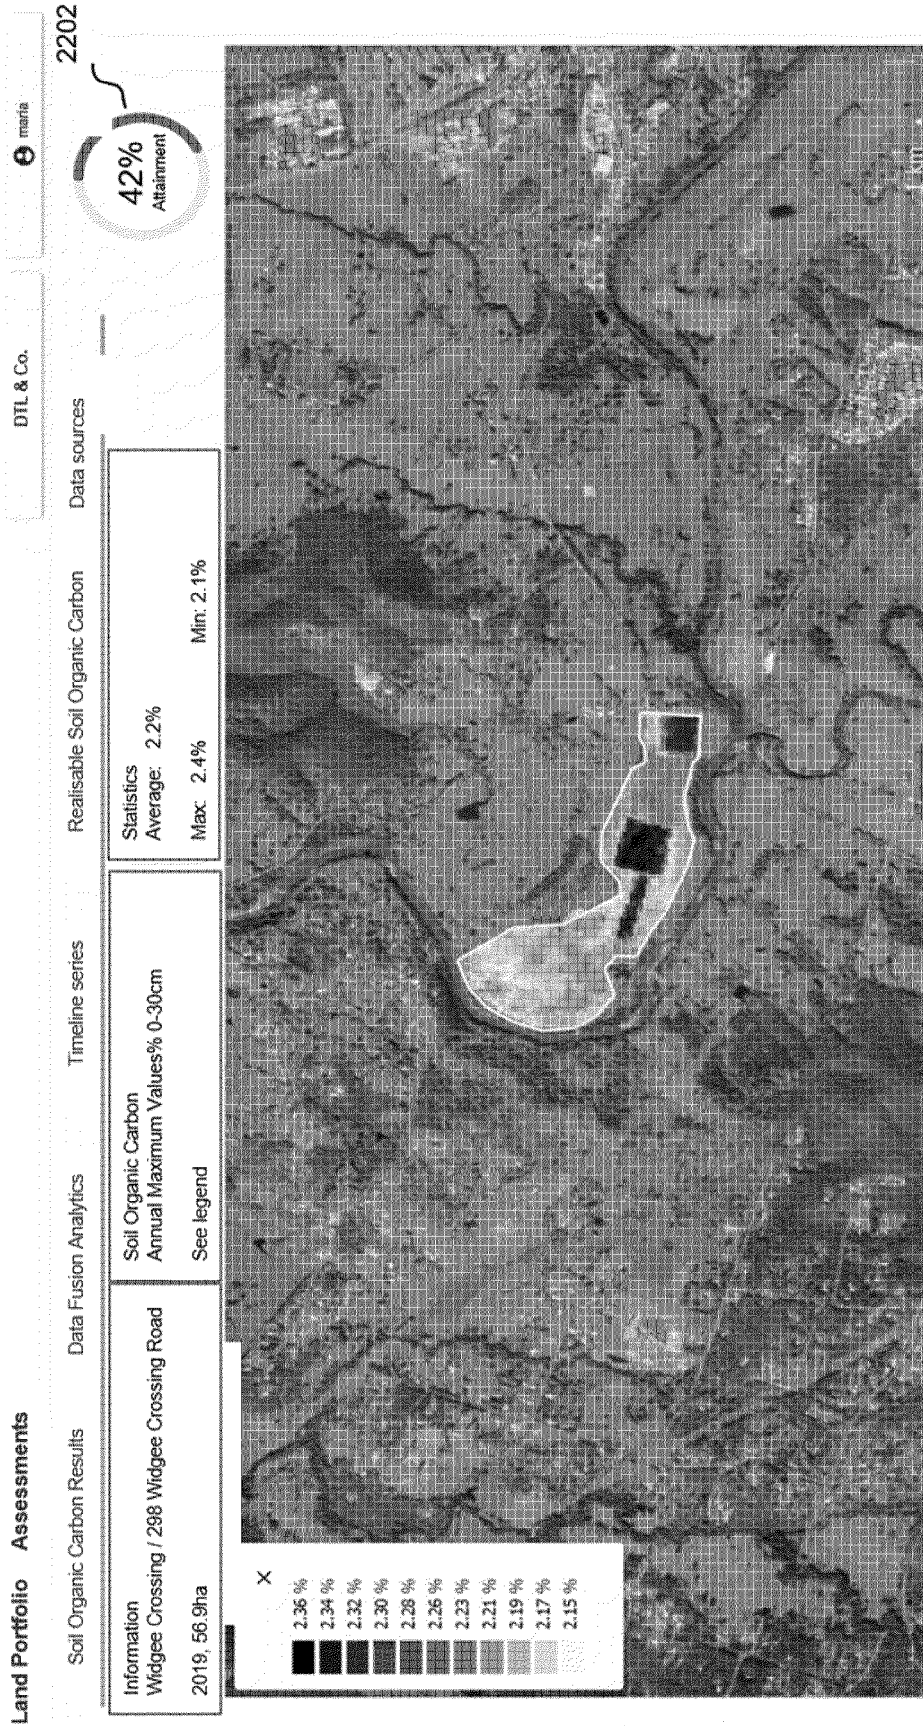 Land Portfolio Assessments
DTL & Co.
maria
Soil Organic Carbon Results
Data Fusion Analytics
Timeline series
Realisable Soil Organic Carbon
Data sources
42%
Attainment
2202
Information
Widgee Crossing / 298 Widgee Crossing Road
2019, 56.9ha
Soil Organic Carbon
Annual Maximum Values% 0-30cm
See legend
Statistics
Average: 2.2%
Max: 2.4% Min: 2.1%
X
2.36 %
2.34 %
2.32 %
2.30 %
2.28 %
2.26 %
2.23 %
2.21 %
2.19 %
2.17 %
2.15 %
1 km